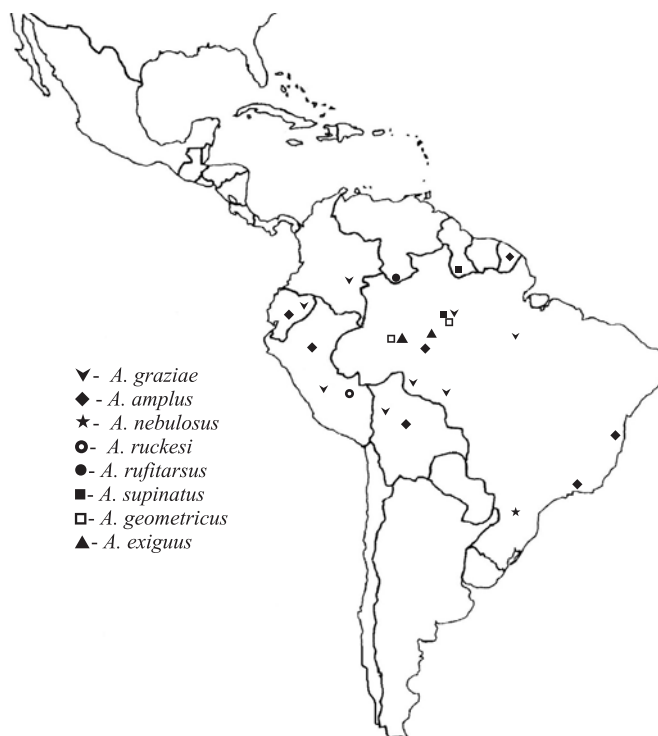 - A. graziae
- A. amplus
- A. nebulosus
- A. ruckesi
- A. rufitarsus
- A. supinatus
- A. geometricus
- A. exiguus